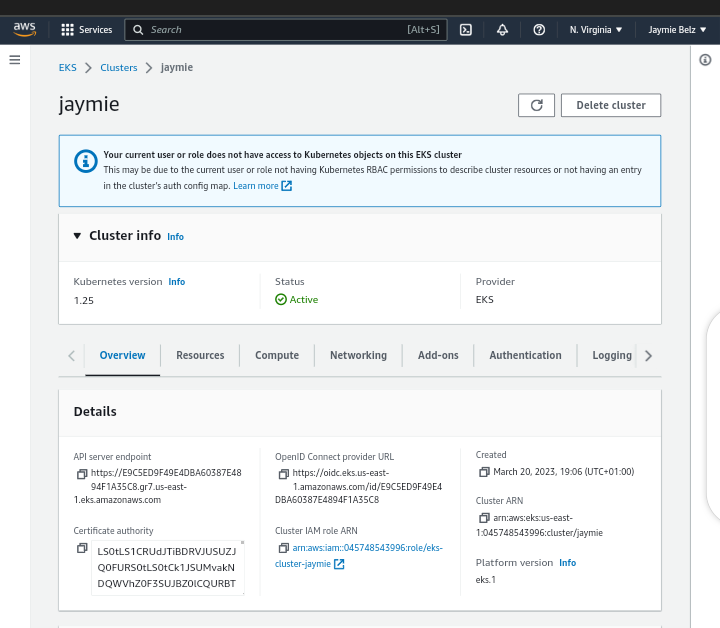 aws
Services
Search
[Alt+S]
N. Virginia
Jaymie Belz
EKS
Clusters
jaymie
jaymie
Delete cluster
Your current user or role does not have access to Kubernetes objects on this EKS cluster
This may be due to the current user or role not having Kubernetes RBAC permissions to describe cluster resources or not having an entry
in the cluster's auth config map. Learn more
Cluster info Info
Kubernetes version Info
1.25
Status
Active
Provider
EKS
Overview
Resources
Compute
Networking
Add-ons
Authentication
Logging
Details
API server endpoint
https://E9C5ED9F49E4DBA60387E48
94F1A35C8.gr7.us-east-
1.eks.amazonaws.com
Certificate authority
LS0tLS1CRUdJTiBDRVJUSUZJ
Q0FURS0tLS0tCk1JSUMvakN
DQWVhZ0F3SUJBZ0lCQURBT
OpenID Connect provider URL
https://oidc.eks.us-east-
1.amazonaws.com/id/E9C5ED9F49E4
DBA60387E4894F1A35C8
Cluster IAM role ARN
arn:aws:iam::045748543996:role/eks-
cluster-jaymie
Created
March 20, 2023, 19:06 (UTC+01:00)
Cluster ARN
arn:aws:eks:us-east-
1:045748543996:cluster/jaymie
Platform version Info
eks.1